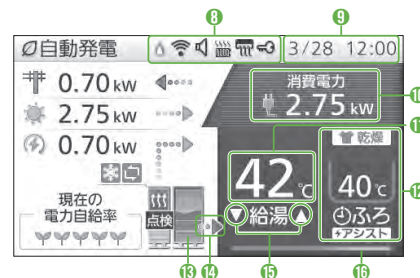 ⑧ ⑨
自動発電 3/28 12:00
0.70 kW
2.75 kW
0.70 kW
消費電力
2.75 kW
⑪
乾燥
42℃
40℃
⑫
現在の
電力自給率
点検
給湯
ふろ
アシスト
⑬ ⑭ ⑮ ⑯